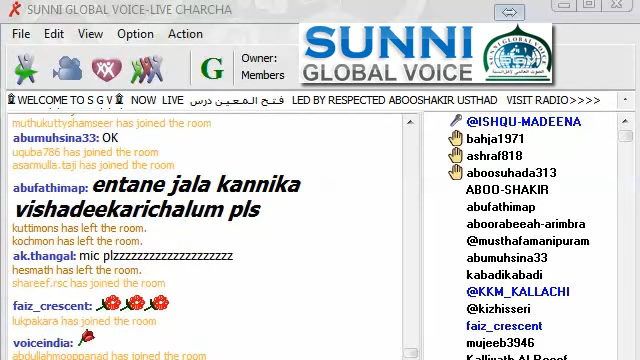 SUNNI GLOBAL VOICE-LIVE CHARCHA
File View Option Action
G Owner:
Members
SUNNI
GLOBAL VOICE
WELCOME TO S G V NOW LIVE فتح المعين درس LED BY RESPECTED ABOOSHAKIR USTHAD VISIT RADIO>>>>
muthukuttyshamseer has joined the room
abumuhsina33: OK
uquba786 has joined the room
asarmulla.taji has joined the room
abufathimap: entane jala kannika
vishadeekarichalum pls
kuttimons has left the room.
kochmon has left the room.
ak.thangal: mic plzzzzzzzzzzzzzzzzzzzzz
hesmath has left the room.
shareef.rsc has joined the room
faiz_crescent:
lukpakara has joined the room
voiceindia:
abdullahmooppanad has joined the room
@ISHQU-MADEENA
bahja1971
ashraf818
aboosuhada313
ABOO-SHAKIR
abufathimap
aboorabeeah-arimbra
@musthafamanipuram
abumuhsina33
kabadikabadi
@KKM_KALLACHI
@kizhisseri
faiz_crescent
mujeeb3946